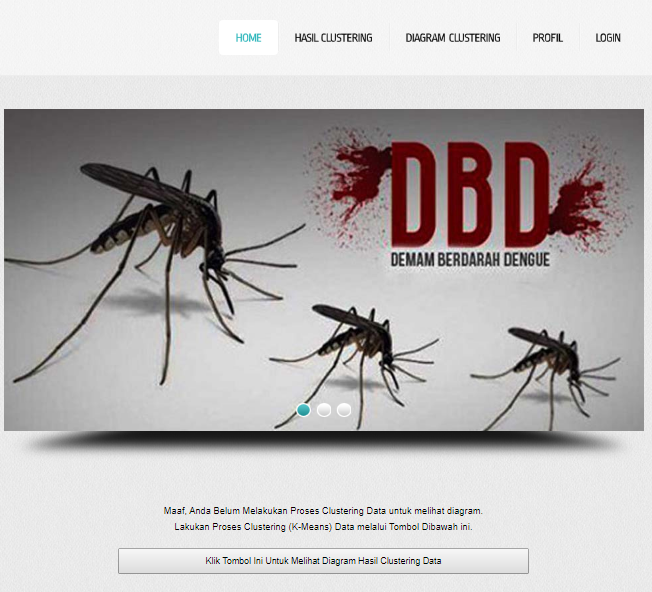 HOME
HASIL CLUSTERING
DIAGRAM CLUSTERING
PROFIL
LOGIN
DBD
DEMAM BERDARAH DENGUE
Maaf, Anda Belum Melakukan Proses Clustering Data untuk melihat diagram.
Lakukan Proses Clustering (K-Means) Data melalui Tombol Dibawah ini.
Klik Tombol Ini Untuk Melihat Diagram Hasil Clustering Data